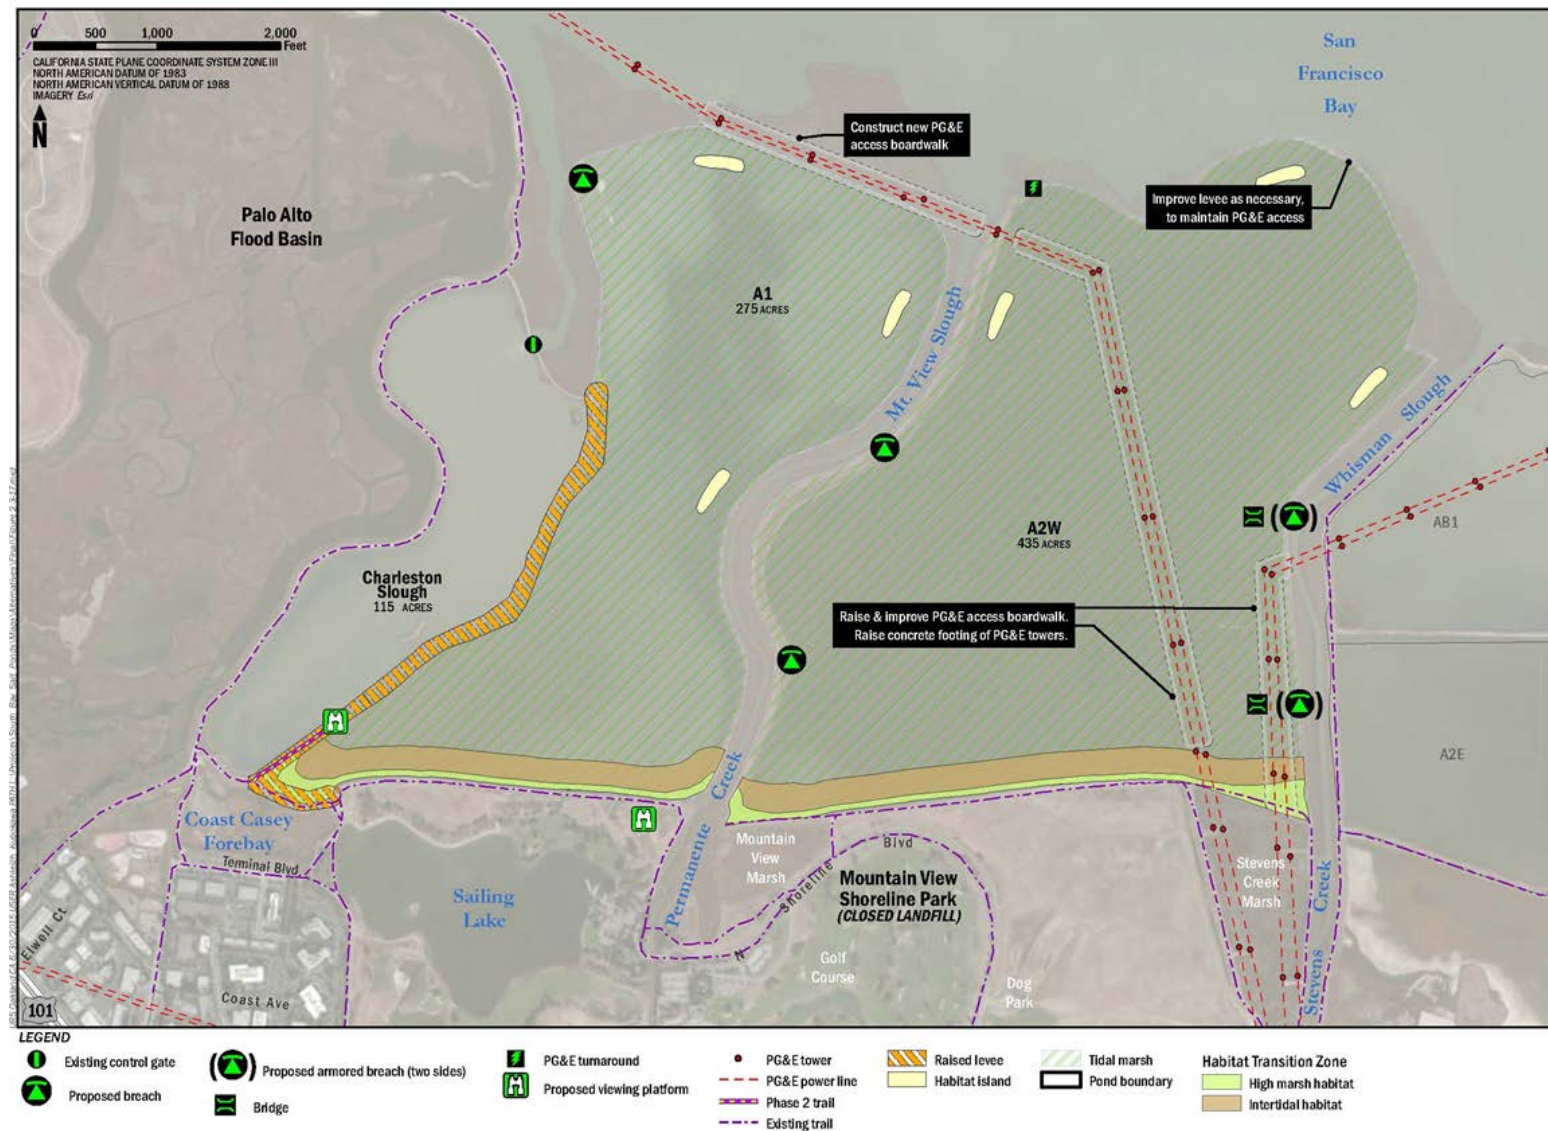 0 500 1,000 2,000
Feet
CALIFORNIA STATE PLANE COORDINATE SYSTEM ZONE III
NORTH AMERICAN DATUM OF 1983
NORTH AMERICAN VERTICAL DATUM OF 1988
IMAGERY Esri
N
San
Francisco
Bay
Construct new PG&E
access boardwalk
Improve levee as necessary,
to maintain PG&E access
Palo Alto
Flood Basin
A1
275 ACRES
Mt. View Slough
Whisman Slough
A2W
435 ACRES
AB1
Charleston
Slough
115 ACRES
Raise & improve PG&E access boardwalk.
Raise concrete footing of PG&E towers.
A2E
Coast Casey
Forebay
Terminal Blvd
Permanente Creek
Mountain
View
Marsh
N Shoreline Blvd
Mountain View
Shoreline Park
(CLOSED LANDFILL)
Stevens
Creek
Marsh
Stevens Creek
Sailing
Lake
Elwell Ct
Golf
Course
Dog
Park
Coast Ave
101
LEGEND
Existing control gate
Proposed breach
Proposed armored breach (two sides)
Bridge
PG&E turnaround
Proposed viewing platform
PG&E tower
PG&E power line
Phase 2 trail
Existing trail
Raised levee
Habitat island
Tidal marsh
Pond boundary
Habitat Transition Zone
High marsh habitat
Intertidal habitat